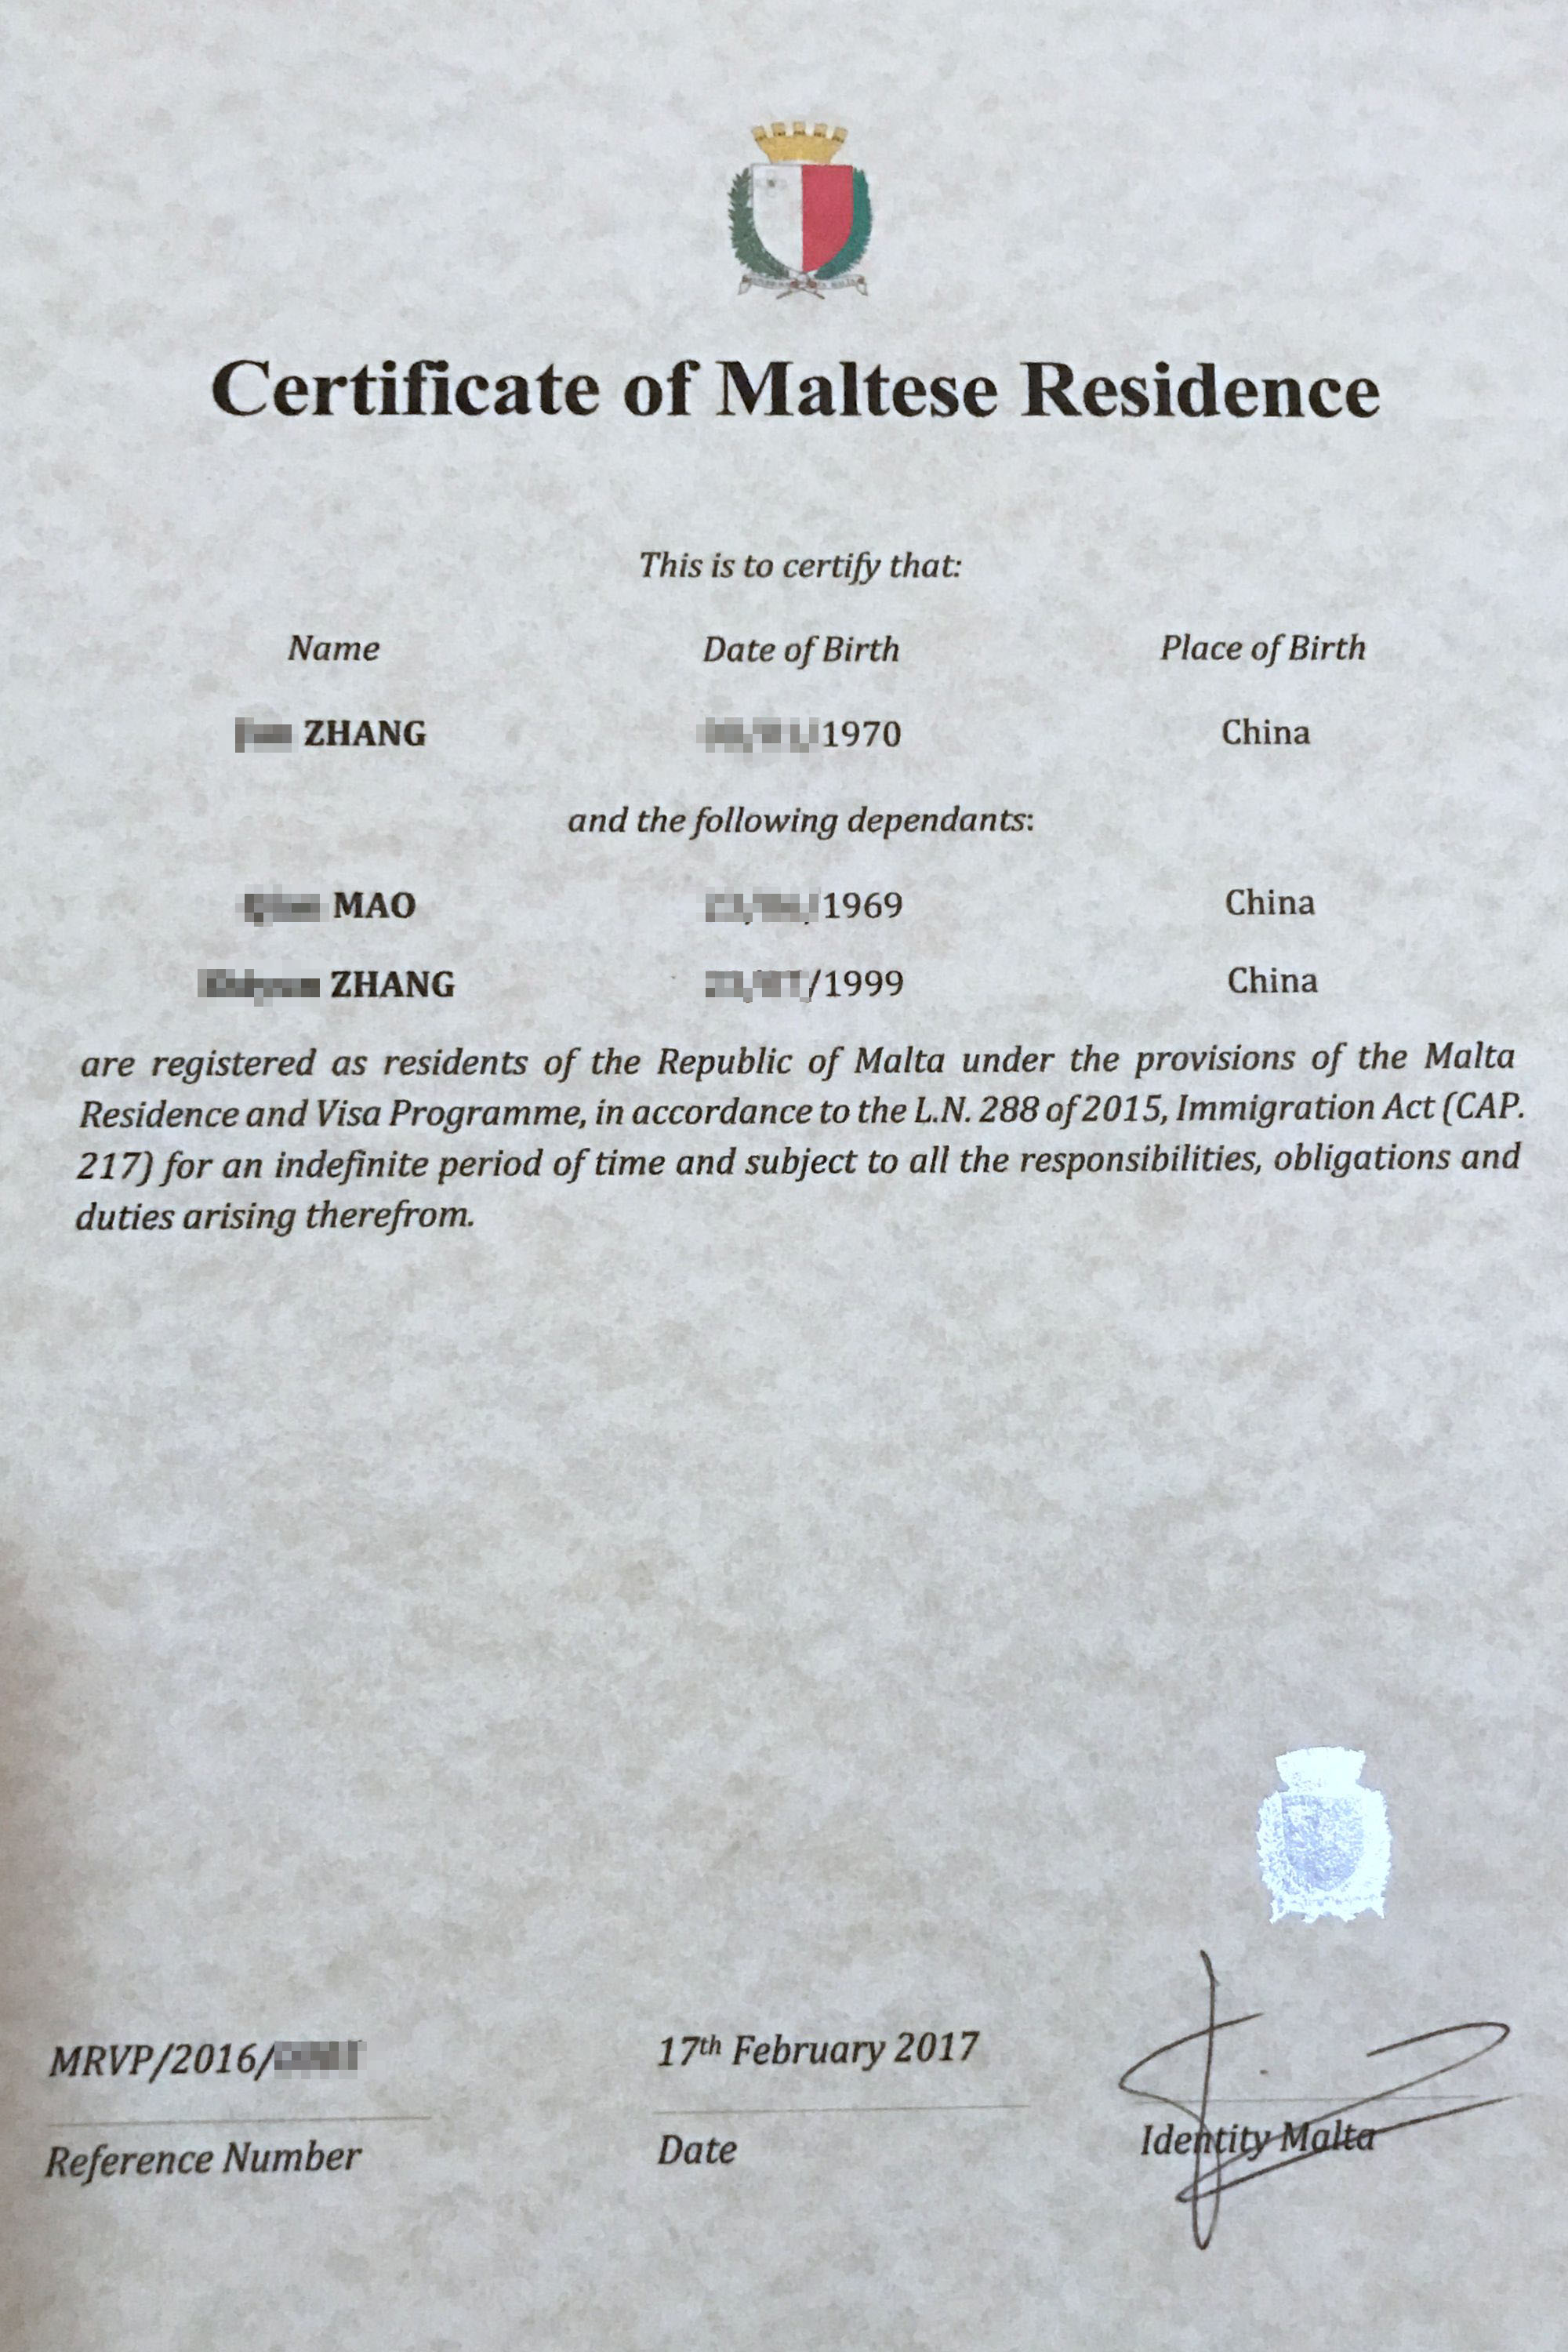 Certificate of Maltese Residence
This is to certify that:
Name Date of Birth Place of Birth
ZHANG 1970 China
and the following dependants:
MAO 1969 China
ZHANG /1999 China
are registered as residents of the Republic of Malta under the provisions of the Malta
Residence and Visa Programme, in accordance to the L.N. 288 of 2015, Immigration Act (CAP.
217) for an indefinite period of time and subject to all the responsibilities, obligations and
duties arising therefrom.
MRVP/2016/ 17th February 2017
Reference Number Date Identity Malta